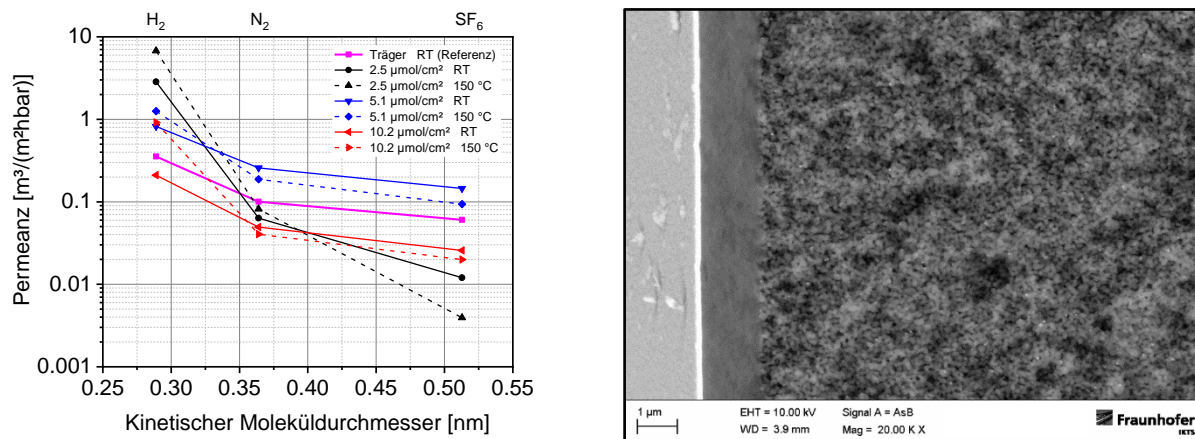 H2 N2 SF6
10
1
0.1
0.01
0.001
Permeanz [m³/(m²hbar)]
Träger RT (Referenz)
2.5 µmol/cm² RT
2.5 µmol/cm² 150 °C
5.1 µmol/cm² RT
5.1 µmol/cm² 150 °C
10.2 µmol/cm² RT
10.2 µmol/cm² 150 °C
0.25 0.30 0.35 0.40 0.45 0.50 0.55
Kinetischer Moleküldurchmesser [nm]
1 µm
EHT = 10.00 kV Signal A = AsB
WD = 3.9 mm Mag = 20.00 K X
Fraunhofer
IKTS